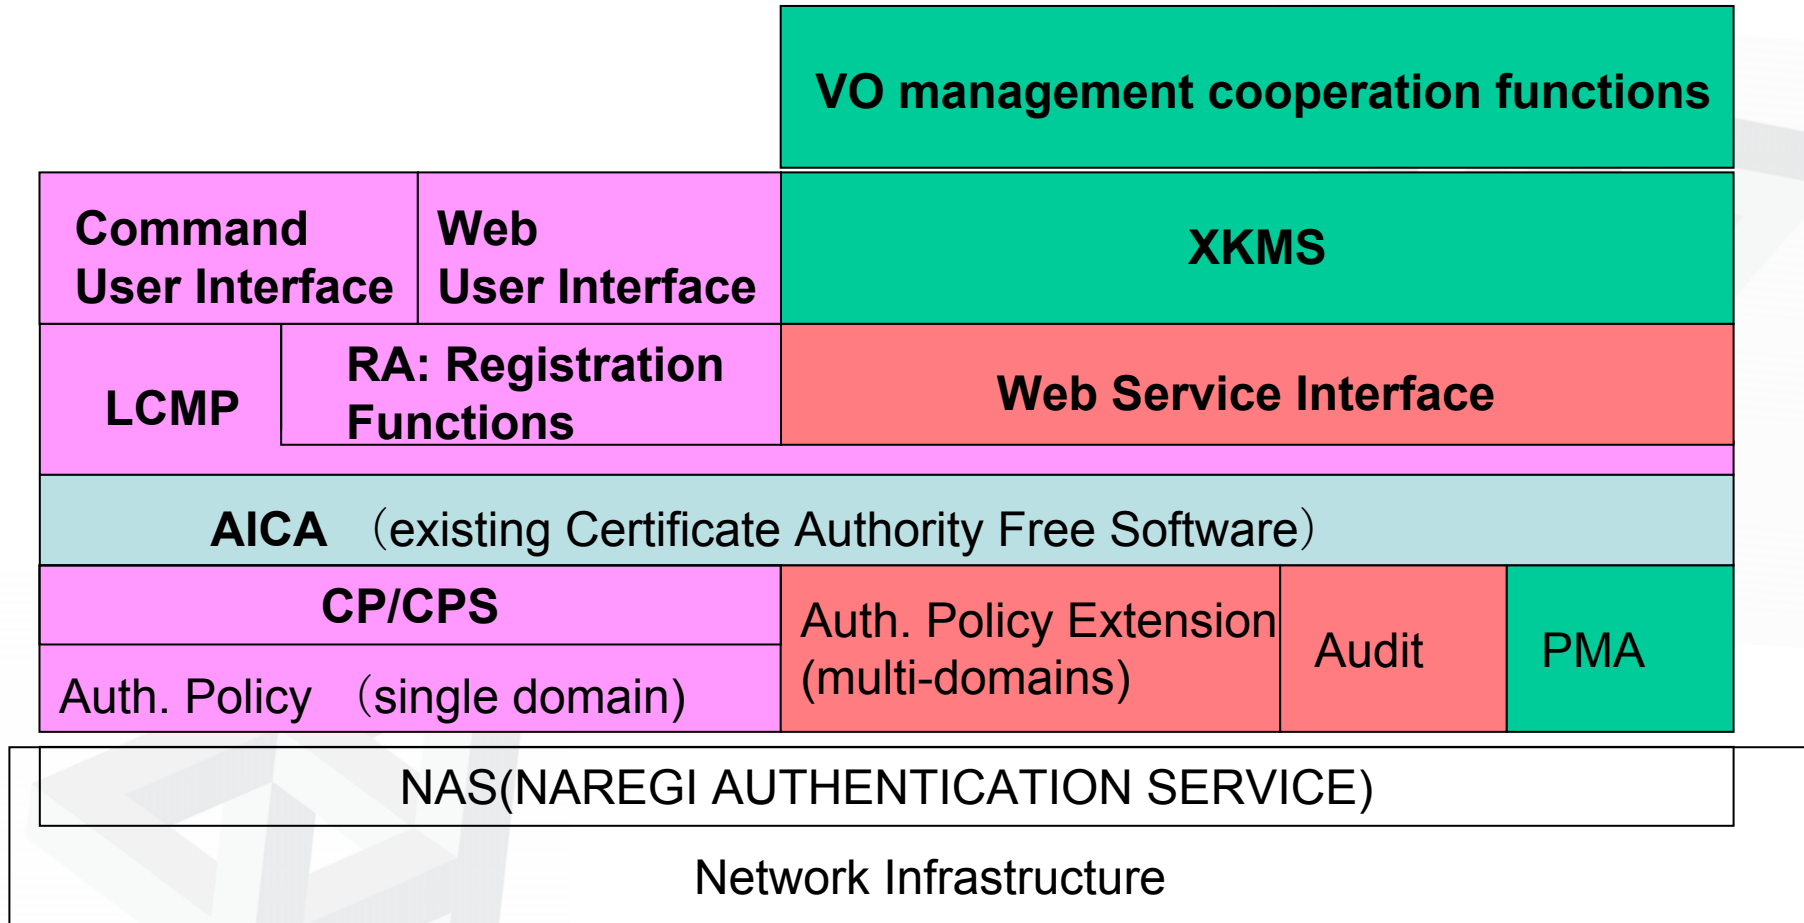 VO management cooperation functions
Command
User Interface
Web
User Interface
XKMS
LCMP
RA: Registration
Functions
Web Service Interface
AICA （existing Certificate Authority Free Software）
CP/CPS
Auth. Policy （single domain)
Auth. Policy Extension
(multi-domains)
Audit
PMA
NAS(NAREGI AUTHENTICATION SERVICE)
Network Infrastructure